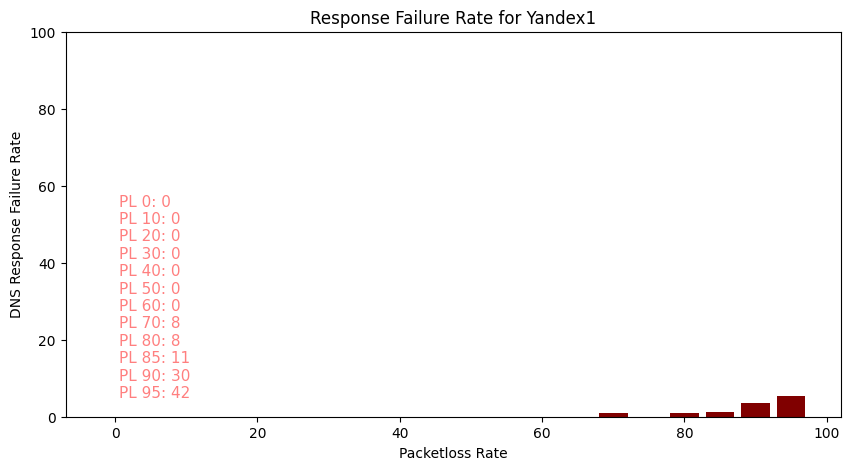 Response Failure Rate for Yandex1
100
80
60
40
20
0
DNS Response Failure Rate
PL 0: 0
PL 10: 0
PL 20: 0
PL 30: 0
PL 40: 0
PL 50: 0
PL 60: 0
PL 70: 8
PL 80: 8
PL 85: 11
PL 90: 30
PL 95: 42
0 20 40 60 80 100
Packetloss Rate